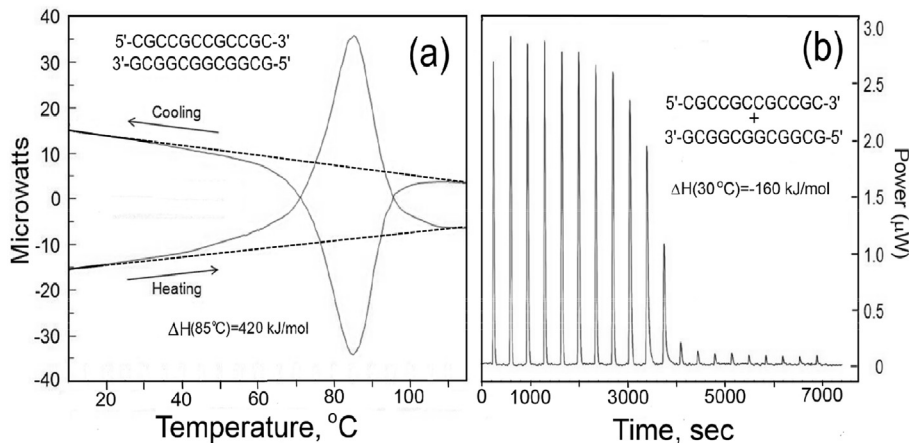 40
30
20
10
0
-10
-20
-30
-40
Microwatts
5'-CGCCGCCGCCGC-3'
3'-GCGGCGGCGGCG-5'
(a)
Cooling
Heating
ΔH(85°C)=420 kJ/mol
20 40 60 80 100
Temperature, °C
(b)
5'-CGCCGCCGCCGC-3'
+
3'-GCGGCGGCGGCG-5'
ΔH(30°C)=-160 kJ/mol
3.0
2.5
2.0
1.5
1.0
0.5
0
Power (μW)
0 1000 3000 5000 7000
Time, sec